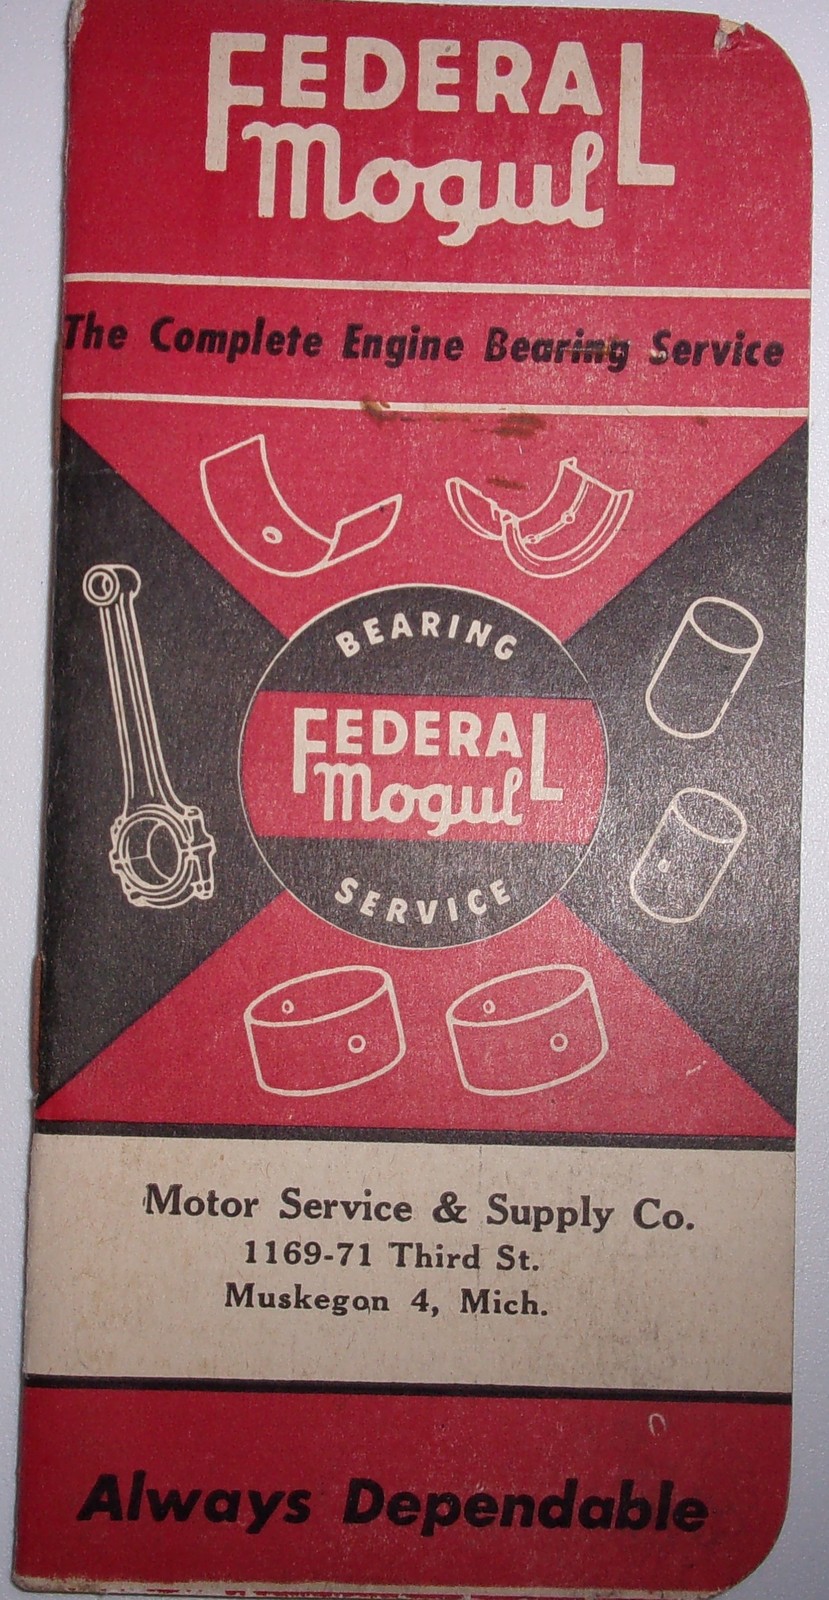 FEDERAL
Mogul
The Complete Engine Bearing Service
BEARING
FEDERAL
Mogul
SERVICE
Motor Service & Supply Co.
1169-71 Third St.
Muskegon 4, Mich.
Always Dependable